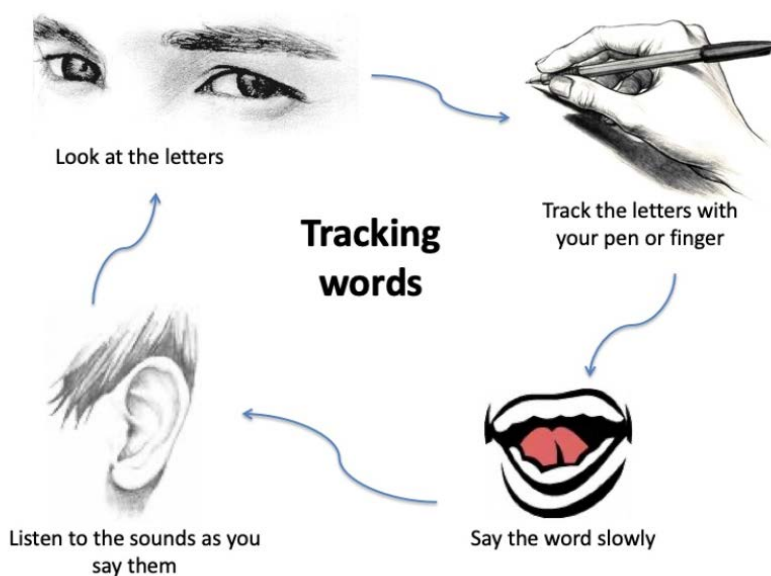 Look at the letters
Track the letters with
your pen or finger
Tracking
words
Say the word slowly
Listen to the sounds as you
say them